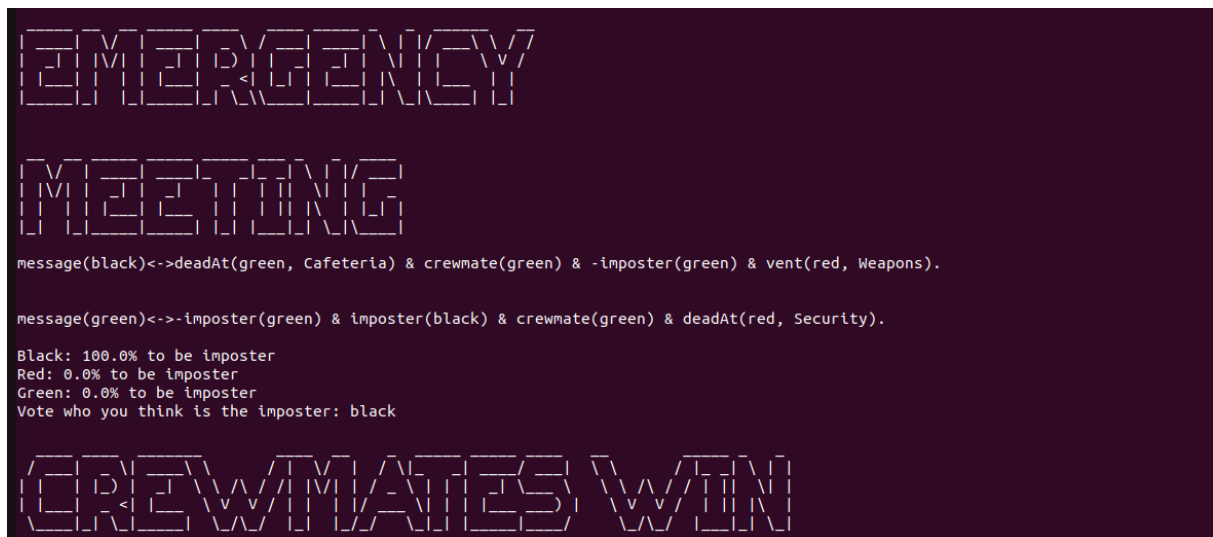 EMERGENCY
MEETING
message(black)<->deadAt(green, Cafeteria) & crewmate(green) & -imposter(green) & vent(red, Weapons).
message(green)<->-imposter(green) & imposter(black) & crewmate(green) & deadAt(red, Security).
Black: 100.0% to be imposter
Red: 0.0% to be imposter
Green: 0.0% to be imposter
Vote who you think is the imposter: black
CREWMATES WIN